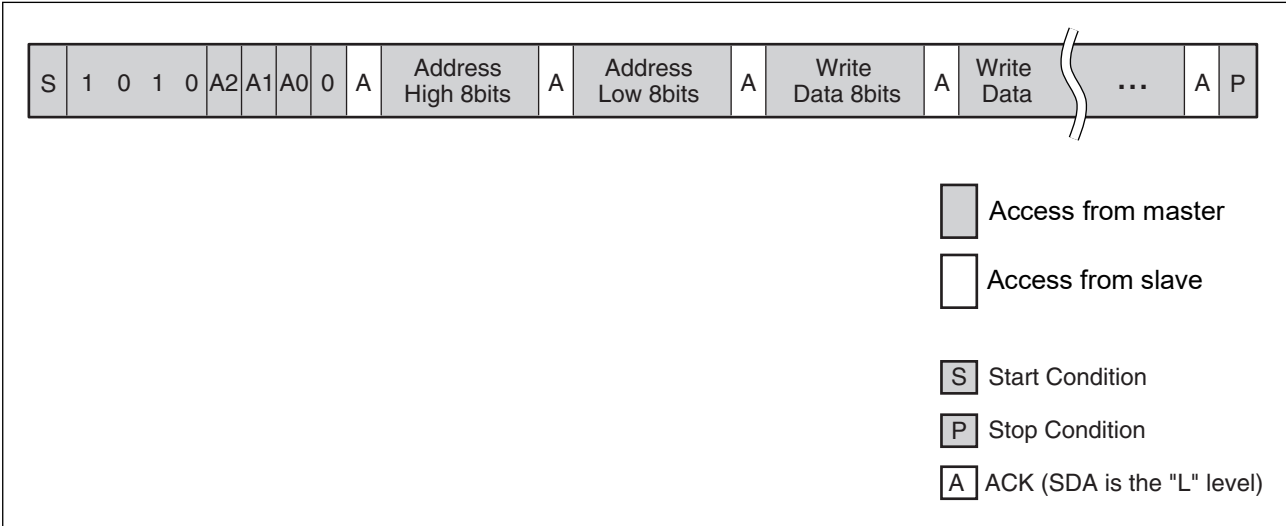 S 1 0 1 0 A2 A1 A0 0 A Address High 8bits A Address Low 8bits A Write Data 8bits A Write Data ... A P
Access from master
Access from slave
S Start Condition
P Stop Condition
A ACK (SDA is the "L" level)